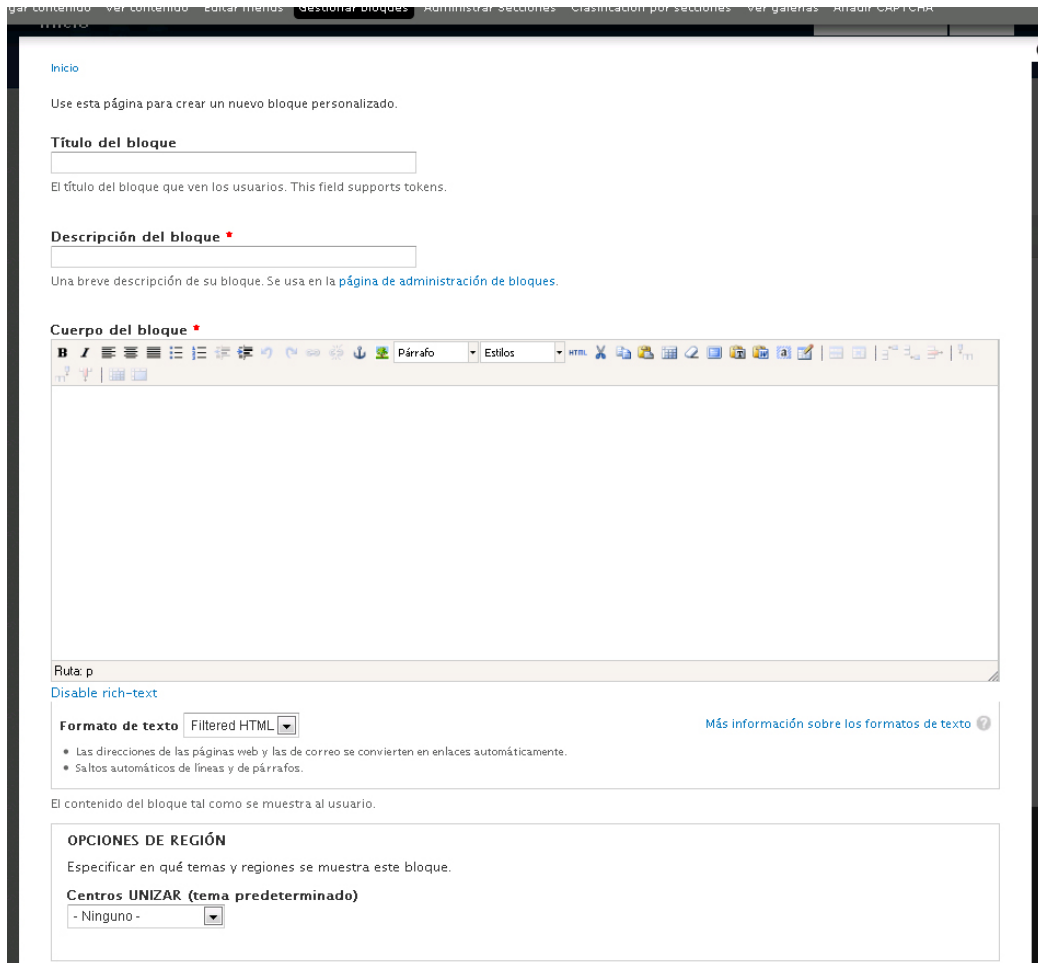 gar contenido Ver contenido Editar menús Gestionar bloques Administrar Secciones Clasificación por secciones Ver galerías Añadir CAPTCHA
Inicio
Inicio
Use esta página para crear un nuevo bloque personalizado.
Título del bloque
El título del bloque que ven los usuarios. This field supports tokens.
Descripción del bloque *
Una breve descripción de su bloque. Se usa en la página de administración de bloques.
Cuerpo del bloque *
B I Párrafo Estilos HTML
Ruta: p
Disable rich-text
Formato de texto Filtered HTML Más información sobre los formatos de texto ?
• Las direcciones de las páginas web y las de correo se convierten en enlaces automáticamente.
• Saltos automáticos de líneas y de párrafos.
El contenido del bloque tal como se muestra al usuario.
OPCIONES DE REGIÓN
Especificar en qué temas y regiones se muestra este bloque.
Centros UNIZAR (tema predeterminado)
- Ninguno -